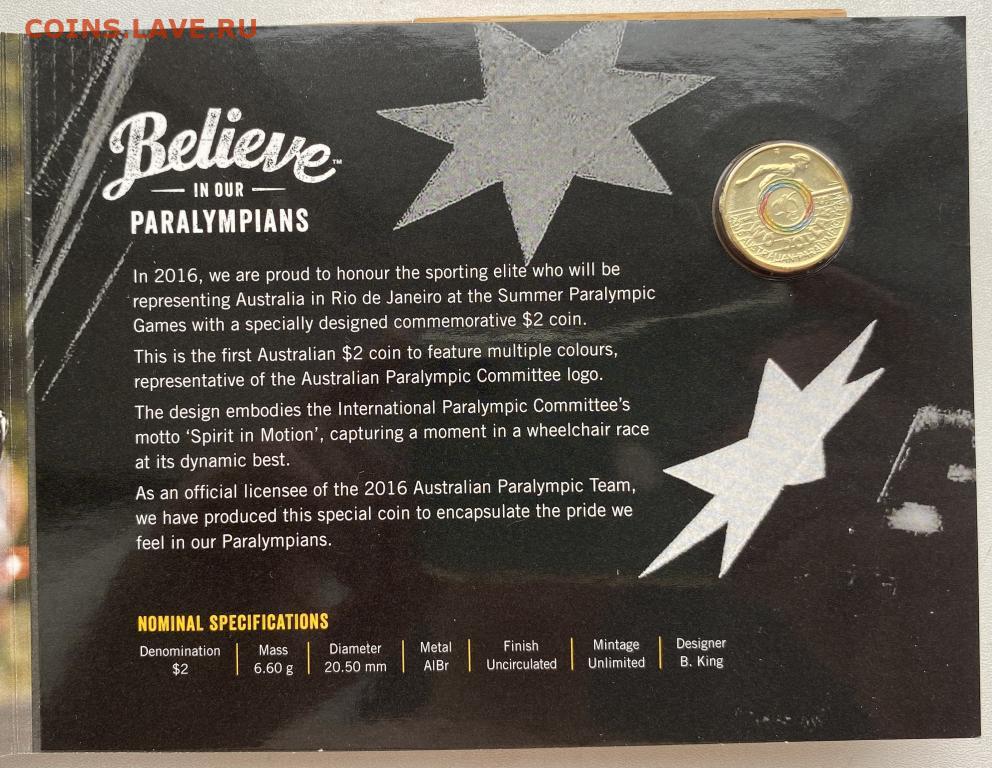 COINS.LAVE.RU
Believe™
IN OUR
PARALYMPIANS
In 2016, we are proud to honour the sporting elite who will be
representing Australia in Rio de Janeiro at the Summer Paralympic
Games with a specially designed commemorative $2 coin.
This is the first Australian $2 coin to feature multiple colours,
representative of the Australian Paralympic Committee logo.
The design embodies the International Paralympic Committee's
motto 'Spirit in Motion', capturing a moment in a wheelchair race
at its dynamic best.
As an official licensee of the 2016 Australian Paralympic Team,
we have produced this special coin to encapsulate the pride we
feel in our Paralympians.
NOMINAL SPECIFICATIONS
Denomination Mass Diameter Metal Finish Mintage Designer
$2 6.60 g 20.50 mm AlBr Uncirculated Unlimited B. King